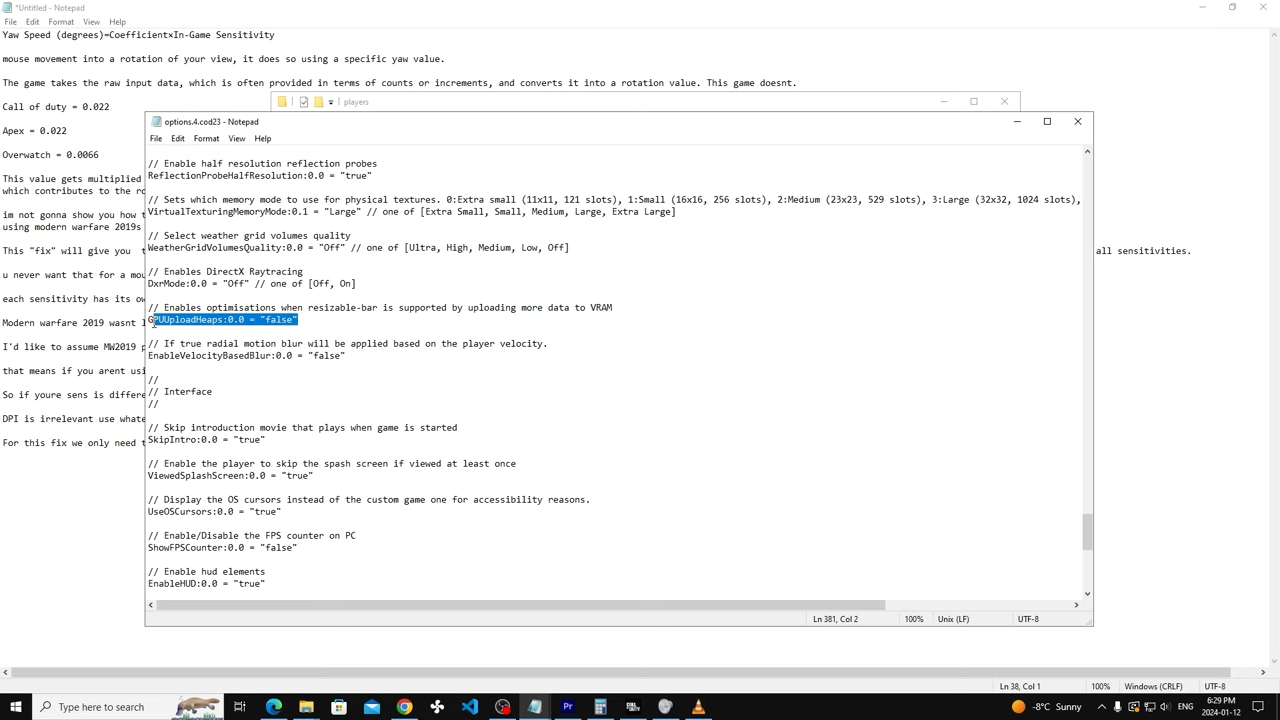 *Untitled - Notepad
File Edit Format View Help
Yaw Speed (degrees)=Coefficient×In-Game Sensitivity
mouse movement into a rotation of your view, it does so using a specific yaw value.
The game takes the raw input data, which is often provided in terms of counts or increments, and converts it into a rotation value. This game doesnt.
Call of duty = 0.022
Apex = 0.022
Overwatch = 0.0066
This value gets multiplied
which contributes to the ro
im not gonna show you how t
using modern warfare 2019s
This "fix" will give you t
all sensitivities.
u never want that for a mou
each sensitivity has its ow
Modern warfare 2019 wasnt
I'd like to assume MW2019 p
that means if you arent usi
So if youre sens is differe
DPI is irrelevant use whate
For this fix we only need t
players
options.4.cod23 - Notepad
File Edit Format View Help
// Enable half resolution reflection probes
ReflectionProbeHalfResolution:0.0 = "true"
// Sets which memory mode to use for physical textures. 0:Extra small (11x11, 121 slots), 1:Small (16x16, 256 slots), 2:Medium (23x23, 529 slots), 3:Large (32x32, 1024 slots),
VirtualTexturingMemoryMode:0.1 = "Large" // one of [Extra Small, Small, Medium, Large, Extra Large]
// Select weather grid volumes quality
WeatherGridVolumesQuality:0.0 = "Off" // one of [Ultra, High, Medium, Low, Off]
// Enables DirectX Raytracing
DxrMode:0.0 = "Off" // one of [Off, On]
// Enables optimisations when resizable-bar is supported by uploading more data to VRAM
GPUUploadHeaps:0.0 = "false"
// If true radial motion blur will be applied based on the player velocity.
EnableVelocityBasedBlur:0.0 = "false"
//
// Interface
//
// Skip introduction movie that plays when game is started
SkipIntro:0.0 = "true"
// Enable the player to skip the spash screen if viewed at least once
ViewedSplashScreen:0.0 = "true"
// Display the OS cursors instead of the custom game one for accessibility reasons.
UseOSCursors:0.0 = "true"
// Enable/Disable the FPS counter on PC
ShowFPSCounter:0.0 = "false"
// Enable hud elements
EnableHUD:0.0 = "true"
Ln 381, Col 2 100% Unix (LF) UTF-8
Ln 38, Col 1 100% Windows (CRLF) UTF-8
Type here to search
-8°C Sunny
ENG
6:29 PM
2024-01-12